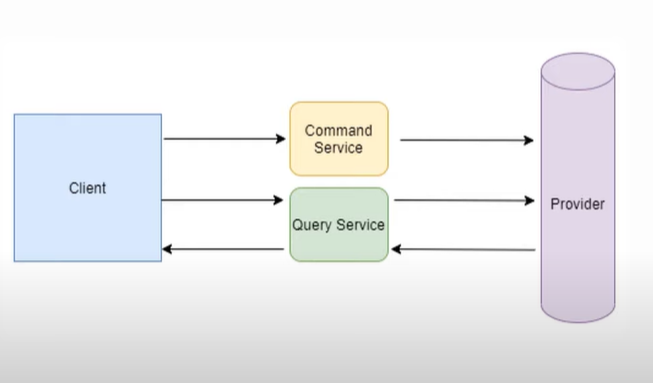 Command
Service
Client
Query Service
Provider